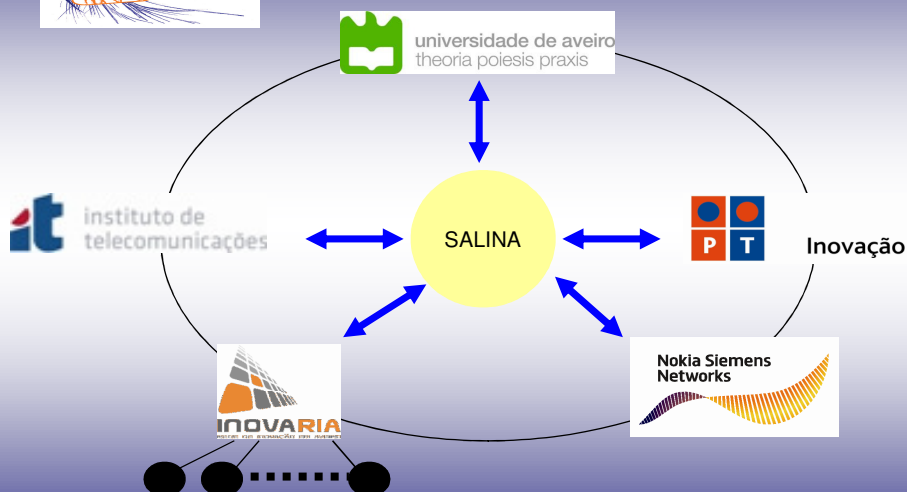 universidade de aveiro
theoria poiesis praxis
instituto de
telecomunicações
SALINA
P T
Inovação
Nokia Siemens
Networks
INOVARIA